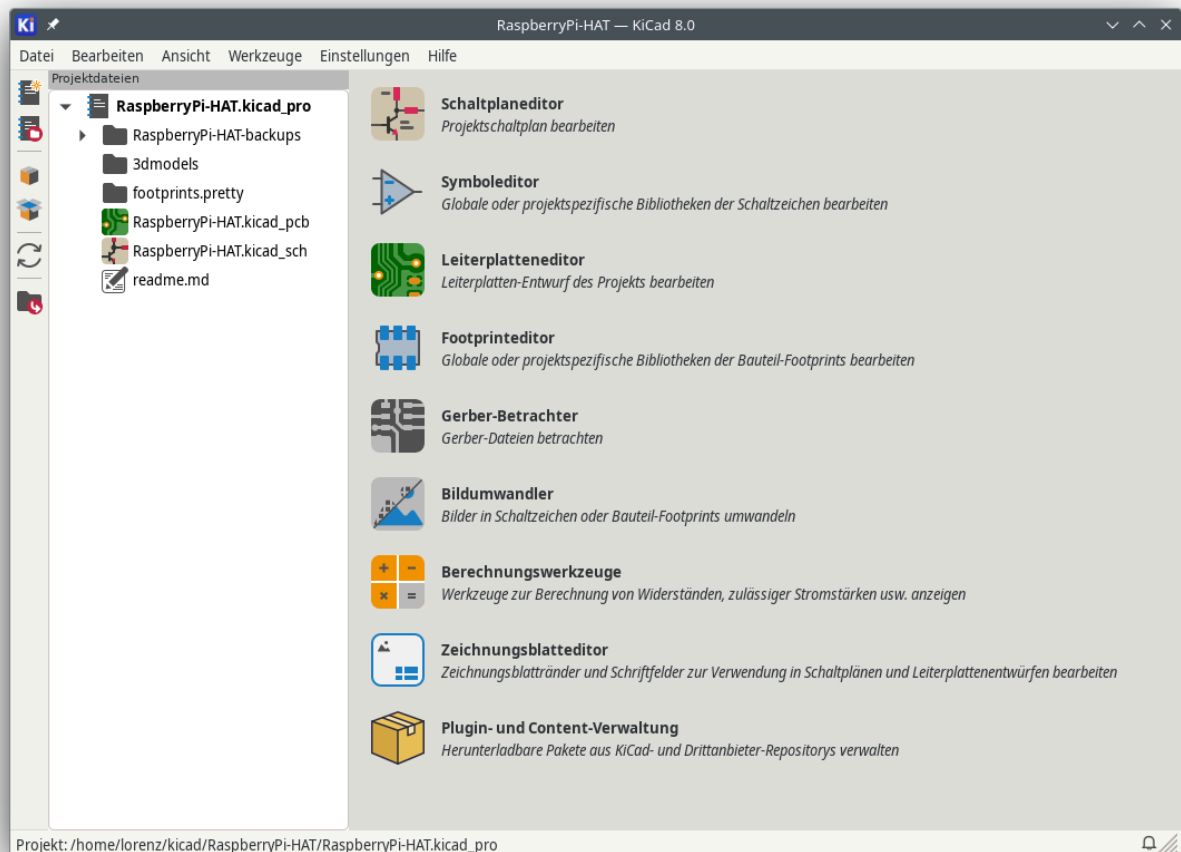 Ki
RaspberryPi-HAT — KiCad 8.0
Datei Bearbeiten Ansicht Werkzeuge Einstellungen Hilfe
Projektdateien
RaspberryPi-HAT.kicad_pro
RaspberryPi-HAT-backups
3dmodels
footprints.pretty
RaspberryPi-HAT.kicad_pcb
RaspberryPi-HAT.kicad_sch
readme.md
Schaltplaneditor
Projektschaltplan bearbeiten
Symboleditor
Globale oder projektspezifische Bibliotheken der Schaltzeichen bearbeiten
Leiterplatteneditor
Leiterplatten-Entwurf des Projekts bearbeiten
Footprinteditor
Globale oder projektspezifische Bibliotheken der Bauteil-Footprints bearbeiten
Gerber-Betrachter
Gerber-Dateien betrachten
Bildumwandler
Bilder in Schaltzeichen oder Bauteil-Footprints umwandeln
Berechnungswerkzeuge
Werkzeuge zur Berechnung von Widerständen, zulässiger Stromstärken usw. anzeigen
Zeichnungsblatteditor
Zeichnungsblattränder und Schriftfelder zur Verwendung in Schaltplänen und Leiterplattenentwürfen bearbeiten
Plugin- und Content-Verwaltung
Herunterladbare Pakete aus KiCad- und Drittanbieter-Repositorys verwalten
Projekt: /home/lorenz/kicad/RaspberryPi-HAT/RaspberryPi-HAT.kicad_pro